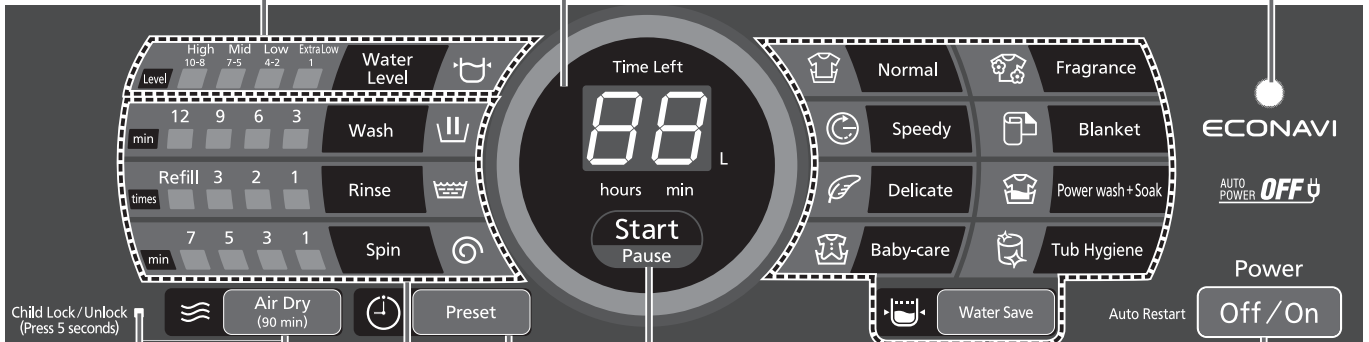 High Mid Low ExtraLow
10-8 7-5 4-2 1
Level
Water
Level
12 9 6 3
min
Wash
Refill 3 2 1
times
Rinse
7 5 3 1
min
Spin
Child Lock/Unlock
(Press 5 seconds)
Air Dry
(90 min)
Preset
Time Left
88
L
hours min
Start
Pause
Normal
Fragrance
Speedy
Blanket
Delicate
Power wash+Soak
Baby-care
Tub Hygiene
Water Save
ECONAVI
AUTO
POWER OFF
Power
Auto Restart
Off/On